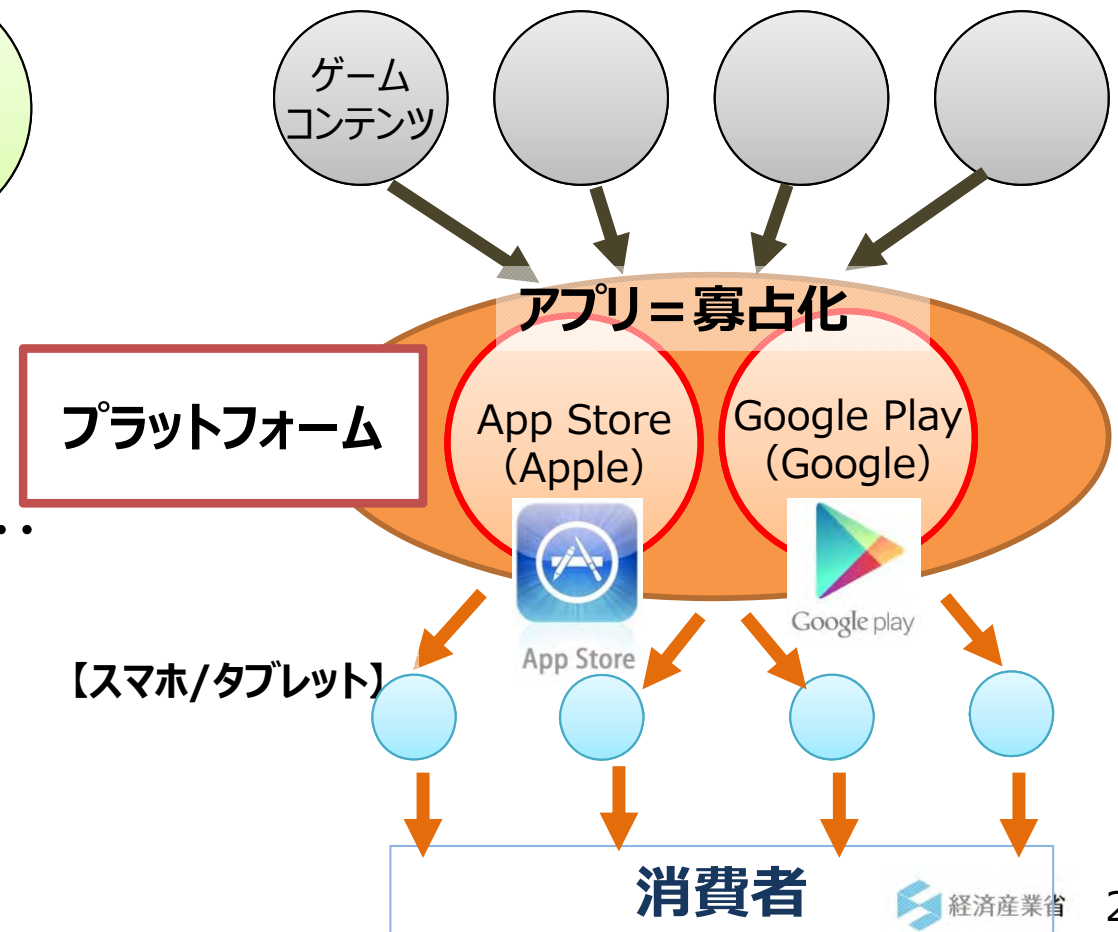 ゲーム
コンテンツ
アプリ＝寡占化
プラットフォーム
App Store
（Apple）
Google Play
（Google）
‥
Google play
App Store
【スマホ/タブレット】
消費者
経済産業省
2